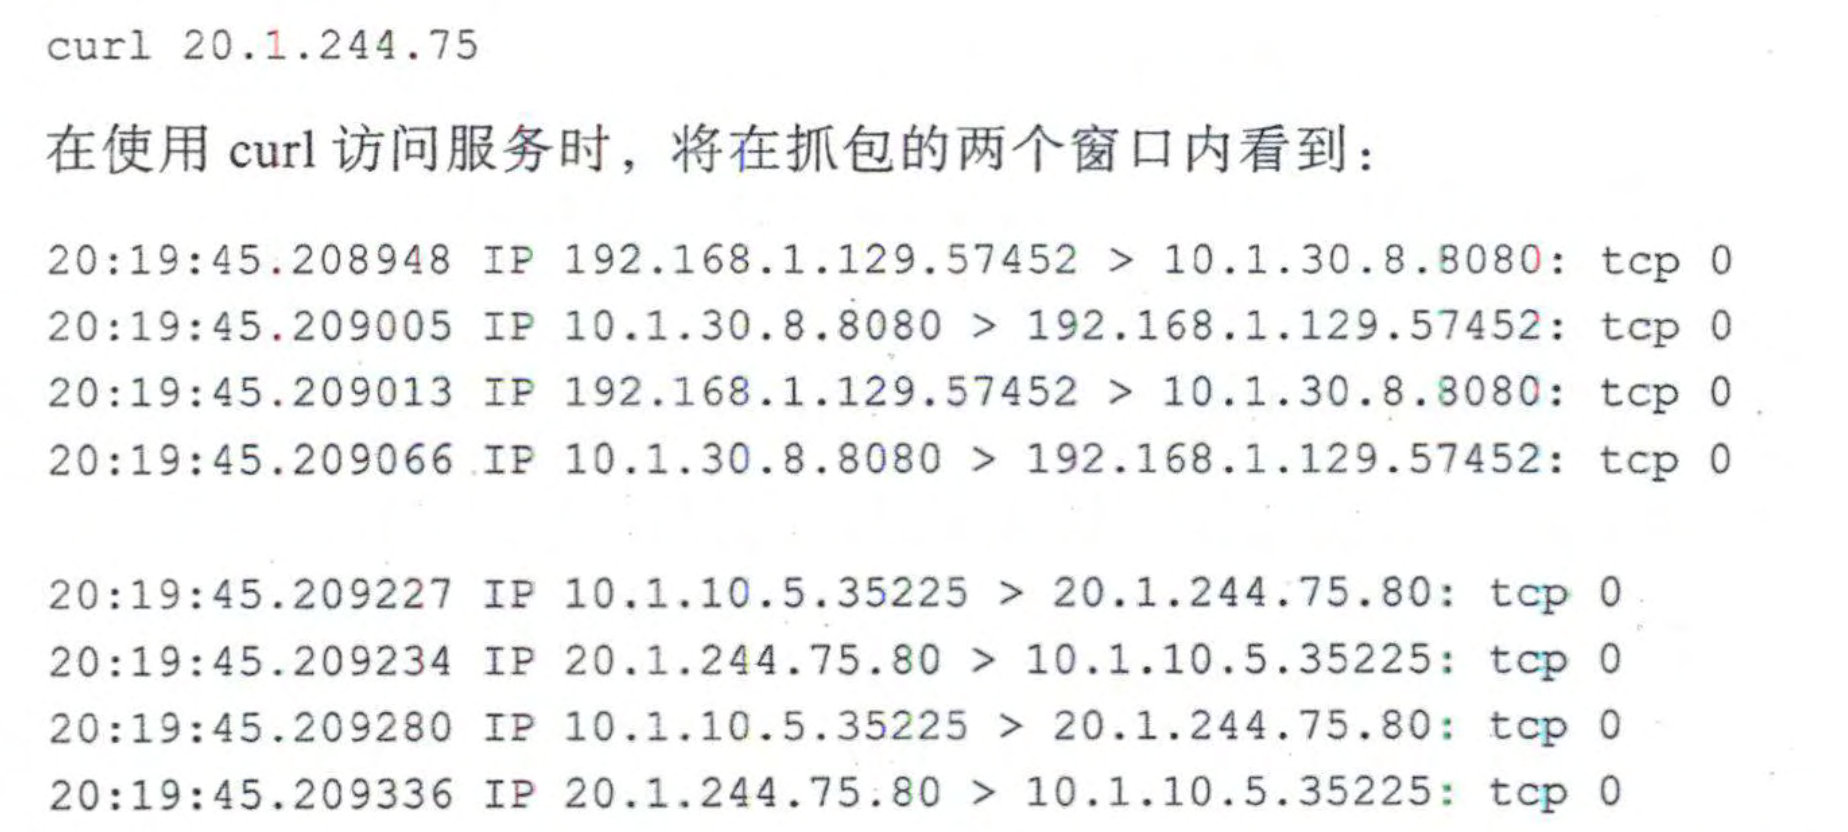 curl 20.1.244.75
在使用 curl 访问服务时，将在抓包的两个窗口内看到：
20:19:45.208948 IP 192.168.1.129.57452 > 10.1.30.8.8080: tcp 0
20:19:45.209005 IP 10.1.30.8.8080 > 192.168.1.129.57452: tcp 0
20:19:45.209013 IP 192.168.1.129.57452 > 10.1.30.8.8080: tcp 0
20:19:45.209066 IP 10.1.30.8.8080 > 192.168.1.129.57452: tcp 0
20:19:45.209227 IP 10.1.10.5.35225 > 20.1.244.75.80: tcp 0
20:19:45.209234 IP 20.1.244.75.80 > 10.1.10.5.35225: tcp 0
20:19:45.209280 IP 10.1.10.5.35225 > 20.1.244.75.80: tcp 0
20:19:45.209336 IP 20.1.244.75.80 > 10.1.10.5.35225: tcp 0